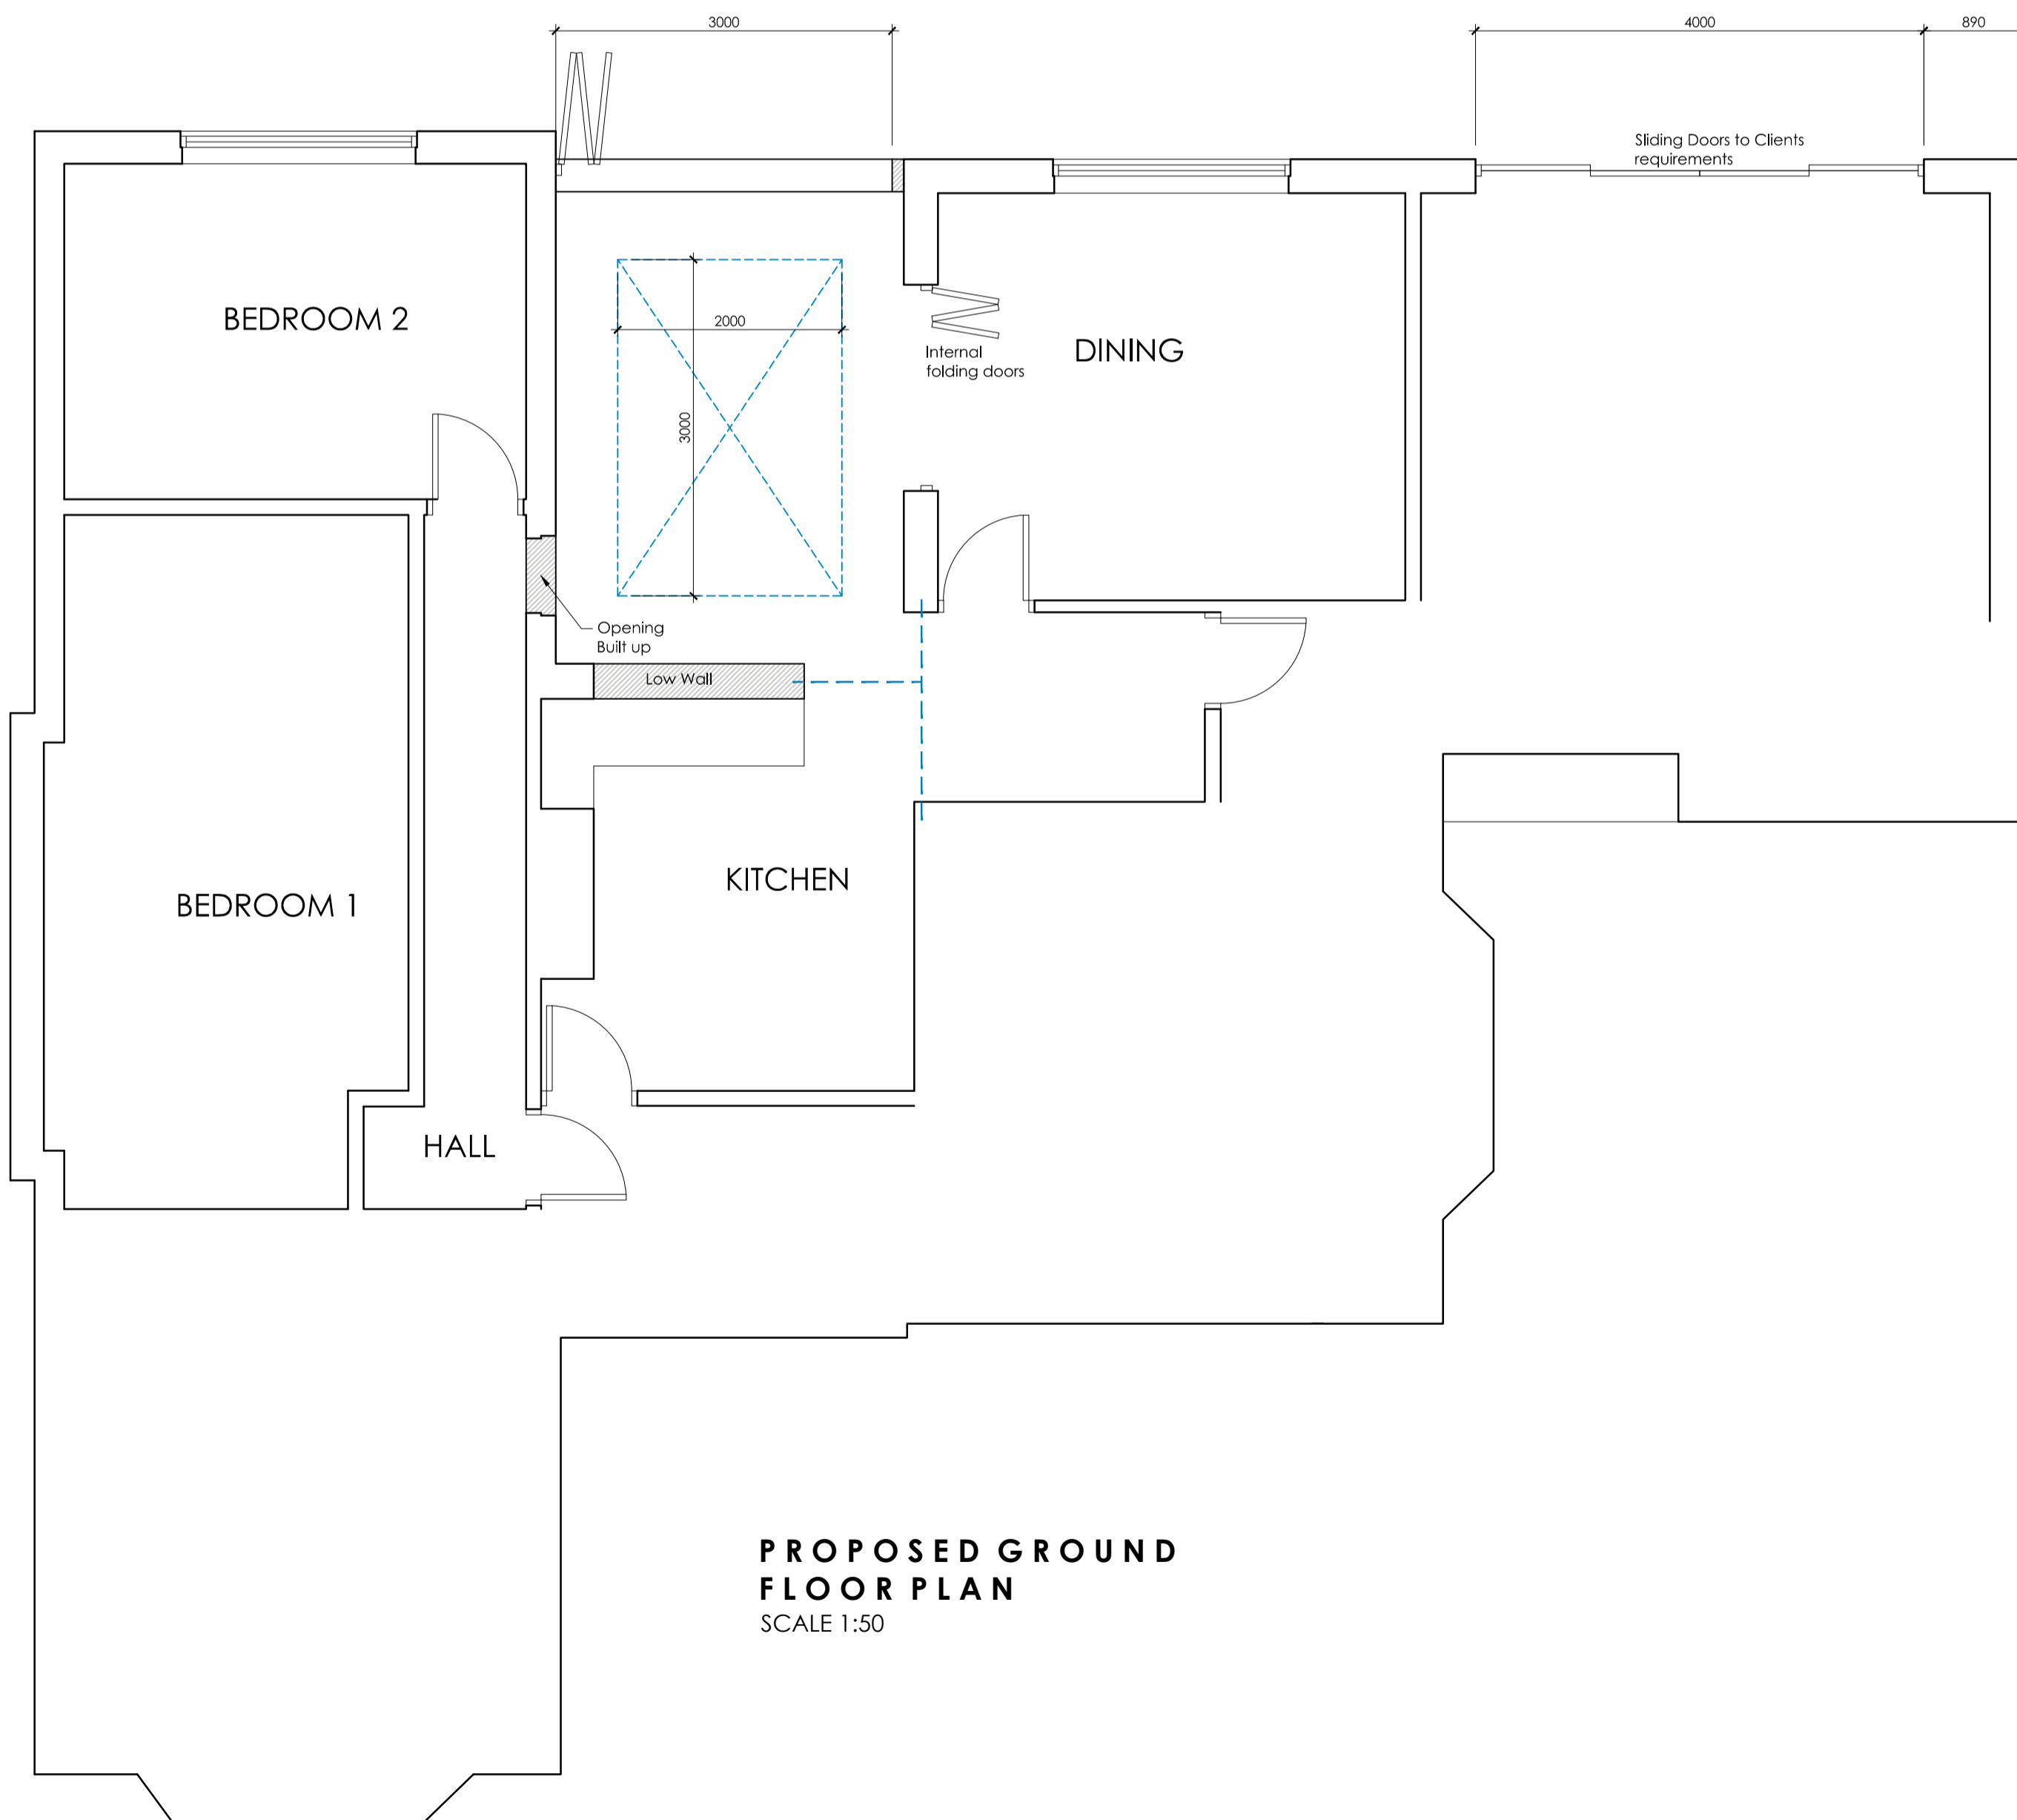 3000
4000
890
Sliding Doors to Clients
requirements
BEDROOM 2
2000
3000
Internal
folding doors
DINING
Opening
Built up
Low Wall
KITCHEN
BEDROOM 1
HALL
PROPOSED GROUND
FLOOR PLAN
SCALE 1:50